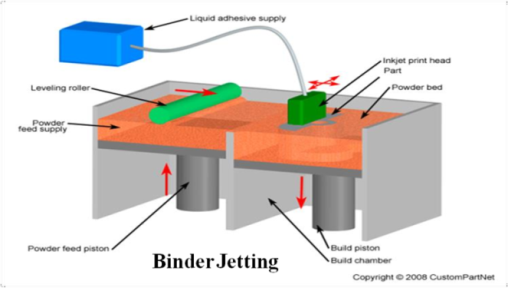 Liquid adhesive supply
Inkjet print head
Part
Leveling roller
Powder bed
Powder
feed supply
Powder feed piston
Build piston
Build chamber
Binder Jetting
Copyright © 2008 CustomPartNet